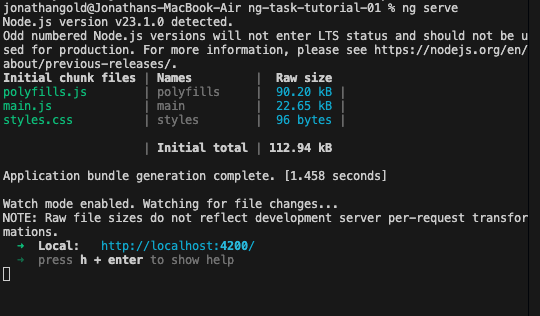 jonathangold@Jonathans-MacBook-Air ng-task-tutorial-01 % ng serve
Node.js version v23.1.0 detected.
Odd numbered Node.js versions will not enter LTS status and should not be u
sed for production. For more information, please see https://nodejs.org/en/
about/previous-releases/.
Initial chunk files | Names | Raw size
polyfills.js | polyfills | 90.20 kB |
main.js | main | 22.65 kB |
styles.css | styles | 96 bytes |
| Initial total | 112.94 kB
Application bundle generation complete. [1.458 seconds]
Watch mode enabled. Watching for file changes...
NOTE: Raw file sizes do not reflect development server per-request transfor
mations.
➜ Local: http://localhost:4200/
➜ press h + enter to show help